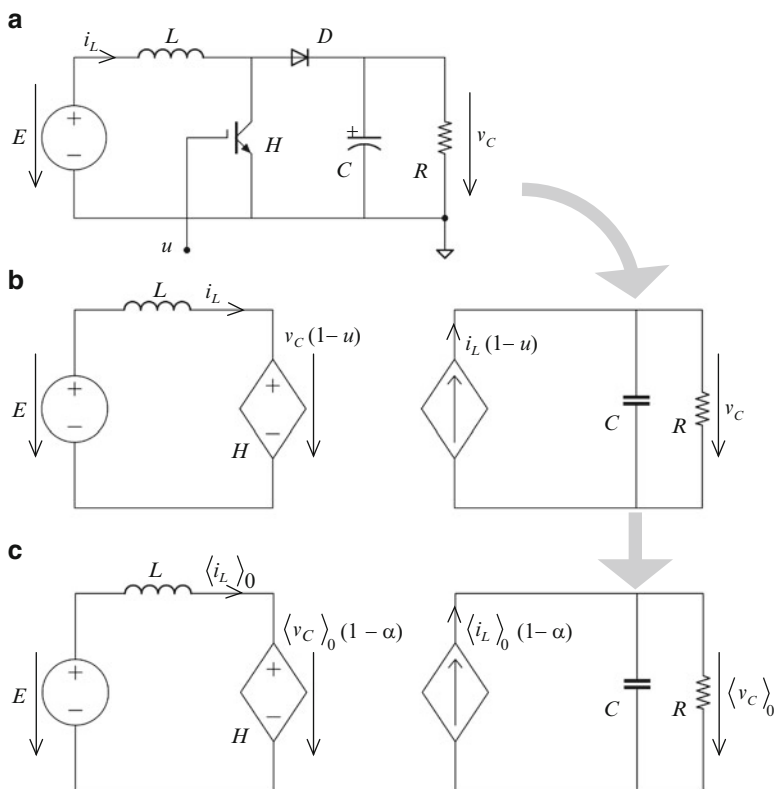 a
i_L L D
E + − H + C R v_C
u
b
L i_L
v_C (1− u) i_L (1− u)
E + − + − H C R v_C
c
L ⟨i_L⟩_0
⟨v_C⟩_0 (1 − α) ⟨i_L⟩_0 (1− α)
E + − + − H C R ⟨v_C⟩_0